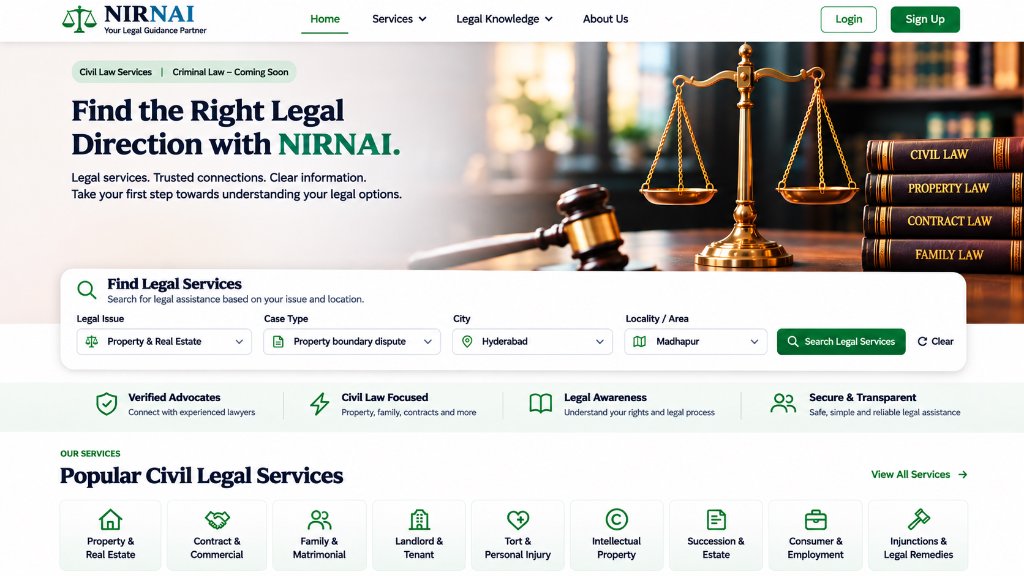 NIRNAI
Your Legal Guidance Partner
Home
Services
Legal Knowledge
About Us
Login
Sign Up
Civil Law Services | Criminal Law – Coming Soon
Find the Right Legal
Direction with NIRNAI.
Legal services. Trusted connections. Clear information.
Take your first step towards understanding your legal options.
CIVIL LAW
PROPERTY LAW
CONTRACT LAW
FAMILY LAW
Find Legal Services
Search for legal assistance based on your issue and location.
Legal Issue
Property & Real Estate
Case Type
Property boundary dispute
City
Hyderabad
Locality / Area
Madhapur
Search Legal Services
Clear
Verified Advocates
Connect with experienced lawyers
Civil Law Focused
Property, family, contracts and more
Legal Awareness
Understand your rights and legal process
Secure & Transparent
Safe, simple and reliable legal assistance
OUR SERVICES
Popular Civil Legal Services
View All Services
Property &
Real Estate
Contract &
Commercial
Family &
Matrimonial
Landlord &
Tenant
Tort &
Personal Injury
Intellectual
Property
Succession &
Estate
Consumer &
Employment
Injunctions &
Legal Remedies